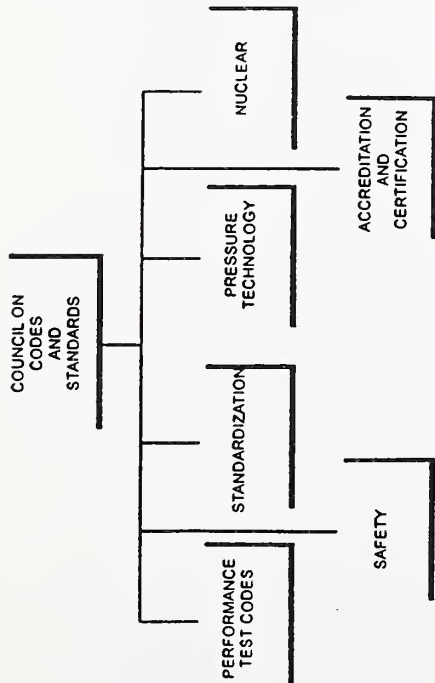 COUNCIL ON
CODES
AND
STANDARDS
PERFORMANCE
TEST CODES
STANDARDIZATION
PRESSURE
TECHNOLOGY
NUCLEAR
SAFETY
ACCREDITATION
AND
CERTIFICATION